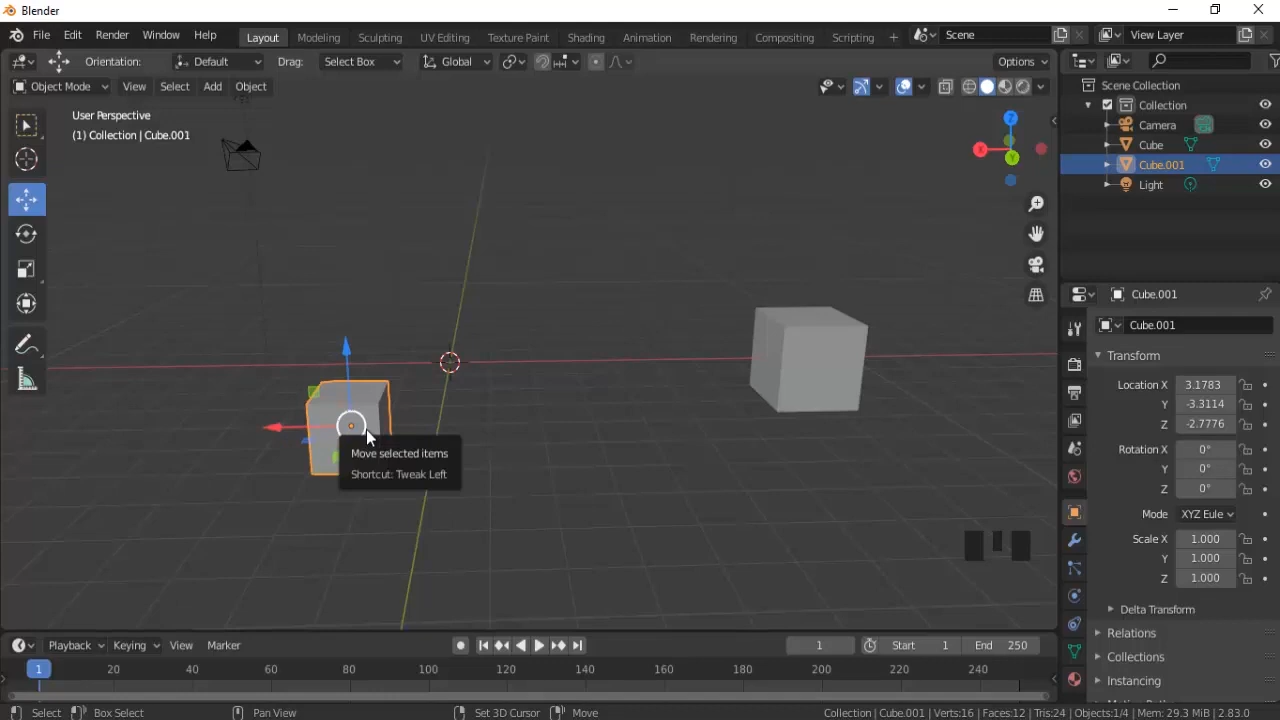 Blender
File Edit Render Window Help Layout Modeling Sculpting UV Editing Texture Paint Shading Animation Rendering Compositing Scripting + Scene View Layer
Orientation: Default Drag: Select Box Global Options
Object Mode View Select Add Object
User Perspective
(1) Collection | Cube.001
X Y Z
Move selected items
Shortcut: Tweak Left
Scene Collection
Collection
Camera
Cube
Cube.001
Light
Cube.001
Cube.001
Transform
Location X 3.1783
Y -3.3114
Z -2.7776
Rotation X 0°
Y 0°
Z 0°
Mode XYZ Eule
Scale X 1.000
Y 1.000
Z 1.000
Delta Transform
Relations
Collections
Instancing
Playback Keying View Marker 1 Start 1 End 250
1 20 40 60 80 100 120 140 160 180 200 220 240
Select Box Select Pan View Set 3D Cursor Move Collection | Cube.001 | Verts:16 | Faces:12 | Tris:24 | Objects:1/4 | Mem: 29.3 MiB | 2.83.0